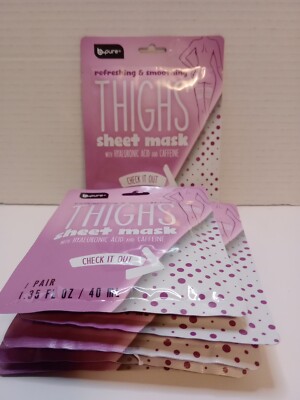 b.pure
refreshing & smoothing
THIGHS
sheet mask
WITH HYALURONIC ACID AND CAFFEINE
CHECK IT OUT
b.pure
THIGHS
sheet mask
WITH HYALURONIC ACID AND CAFFEINE
CHECK IT OUT
1 PAIR
1.35 FL OZ / 40 ML